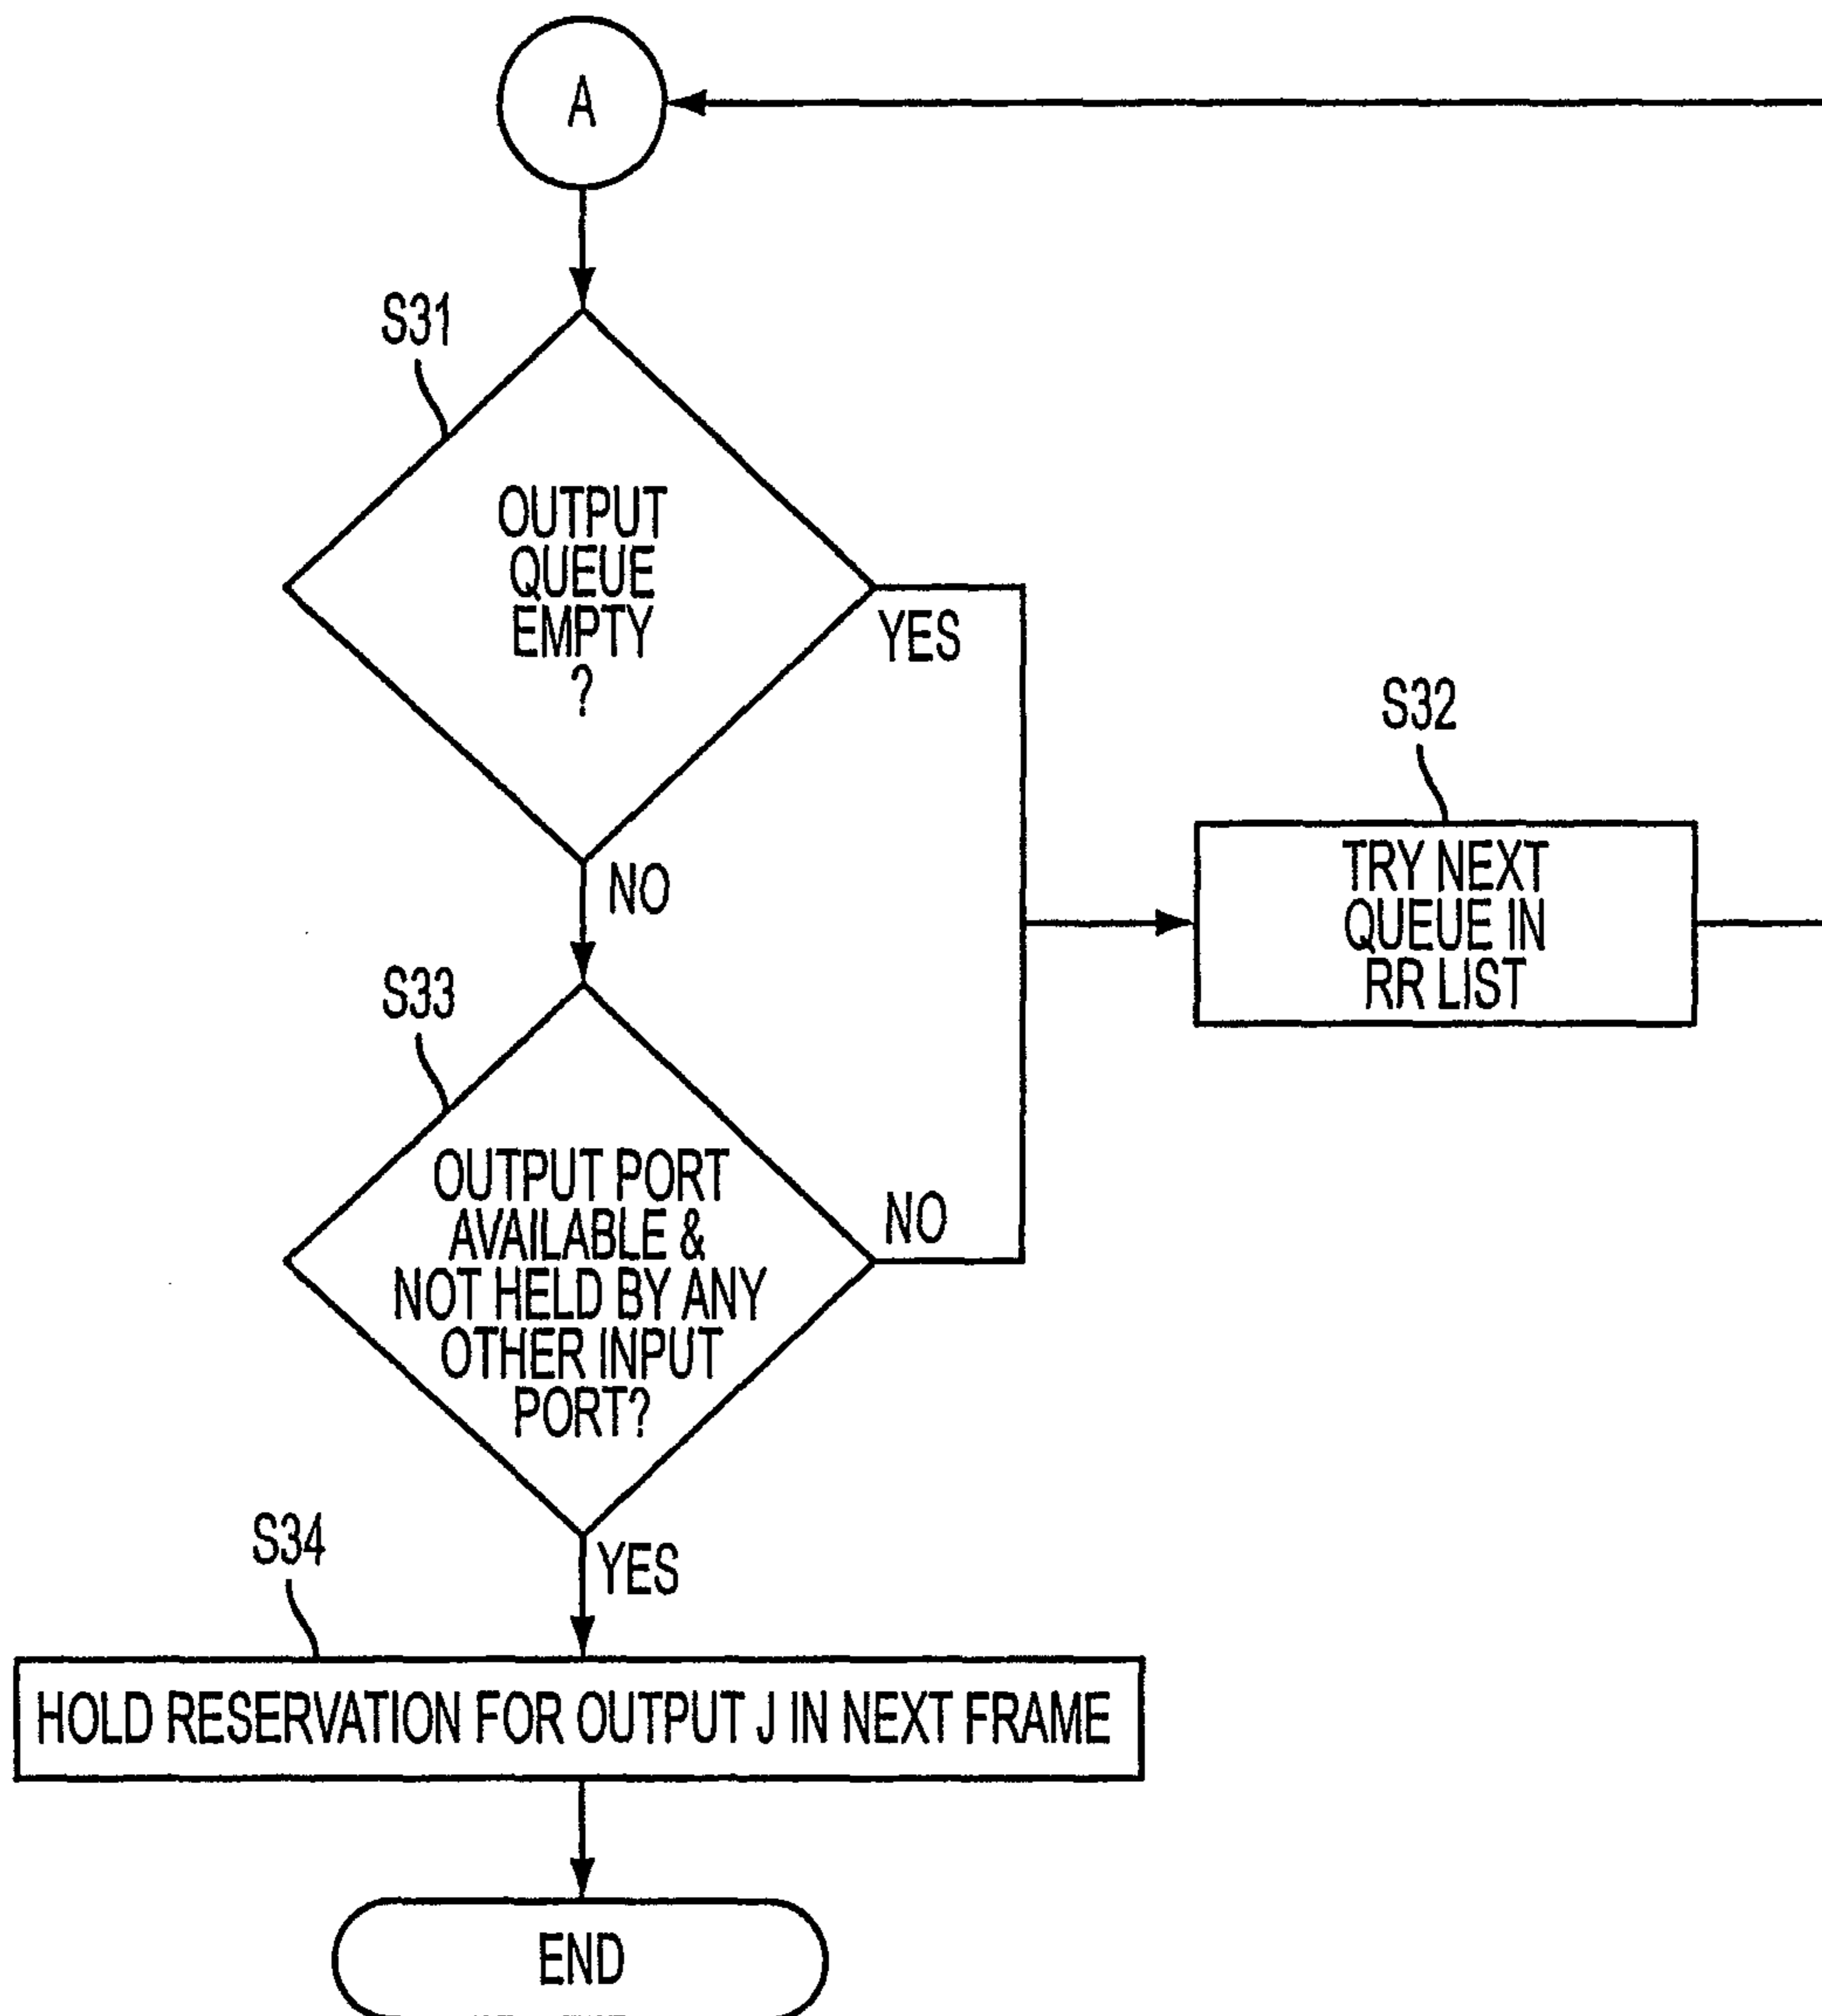 A
S31
OUTPUT
QUEUE
EMPTY
?
YES
NO
S32
TRY NEXT
QUEUE IN
RR LIST
S33
OUTPUT PORT
AVAILABLE &
NOT HELD BY ANY
OTHER INPUT
PORT?
NO
YES
S34
HOLD RESERVATION FOR OUTPUT J IN NEXT FRAME
END